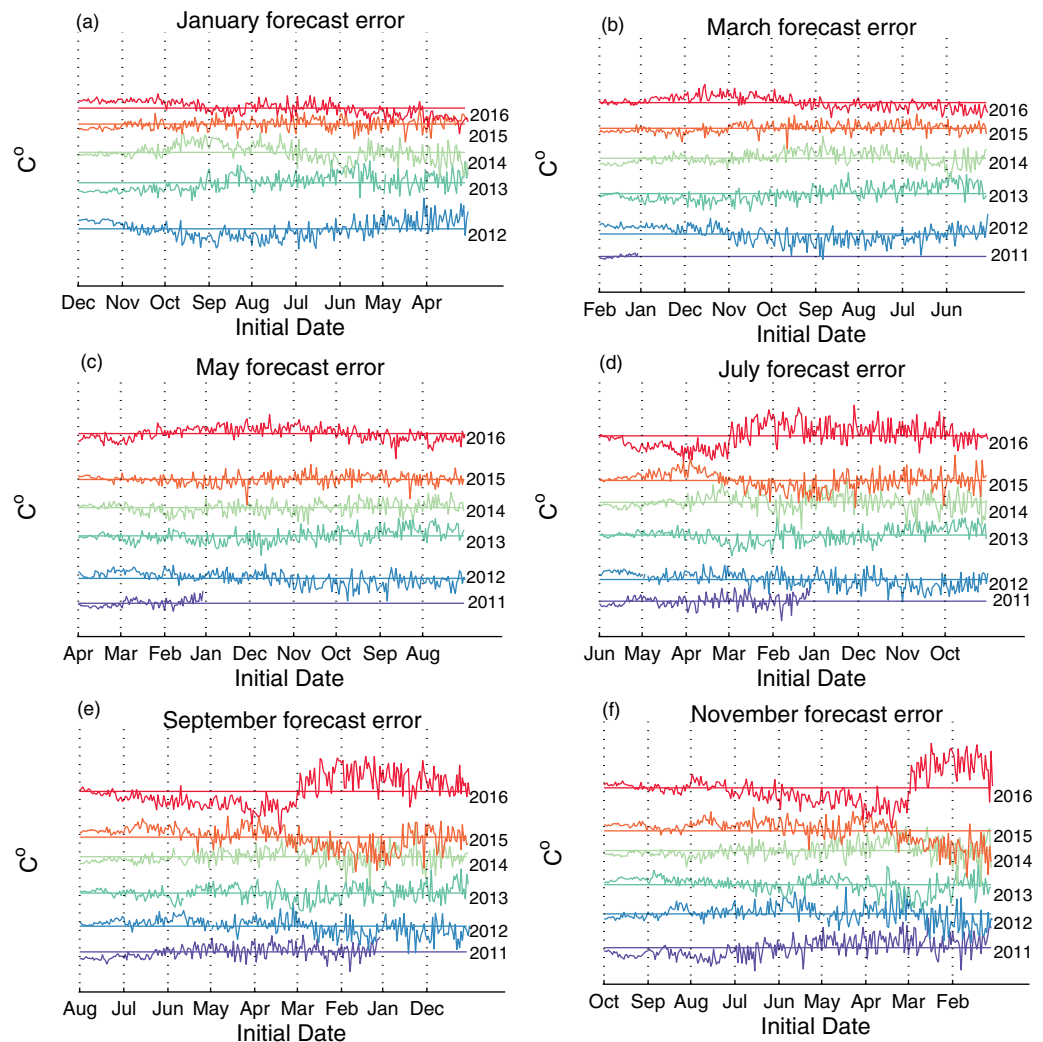 (a)
January forecast error
C°
2016
2015
2014
2013
2012
Dec Nov Oct Sep Aug Jul Jun May Apr
Initial Date
(b)
March forecast error
C°
2016
2015
2014
2013
2012
2011
Feb Jan Dec Nov Oct Sep Aug Jul Jun
Initial Date
(c)
May forecast error
C°
2016
2015
2014
2013
2012
2011
Apr Mar Feb Jan Dec Nov Oct Sep Aug
Initial Date
(d)
July forecast error
C°
2016
2015
2014
2013
2012
2011
Jun May Apr Mar Feb Jan Dec Nov Oct
Initial Date
(e)
September forecast error
C°
2016
2015
2014
2013
2012
2011
Aug Jul Jun May Apr Mar Feb Jan Dec
Initial Date
(f)
November forecast error
C°
2016
2015
2014
2013
2012
2011
Oct Sep Aug Jul Jun May Apr Mar Feb
Initial Date